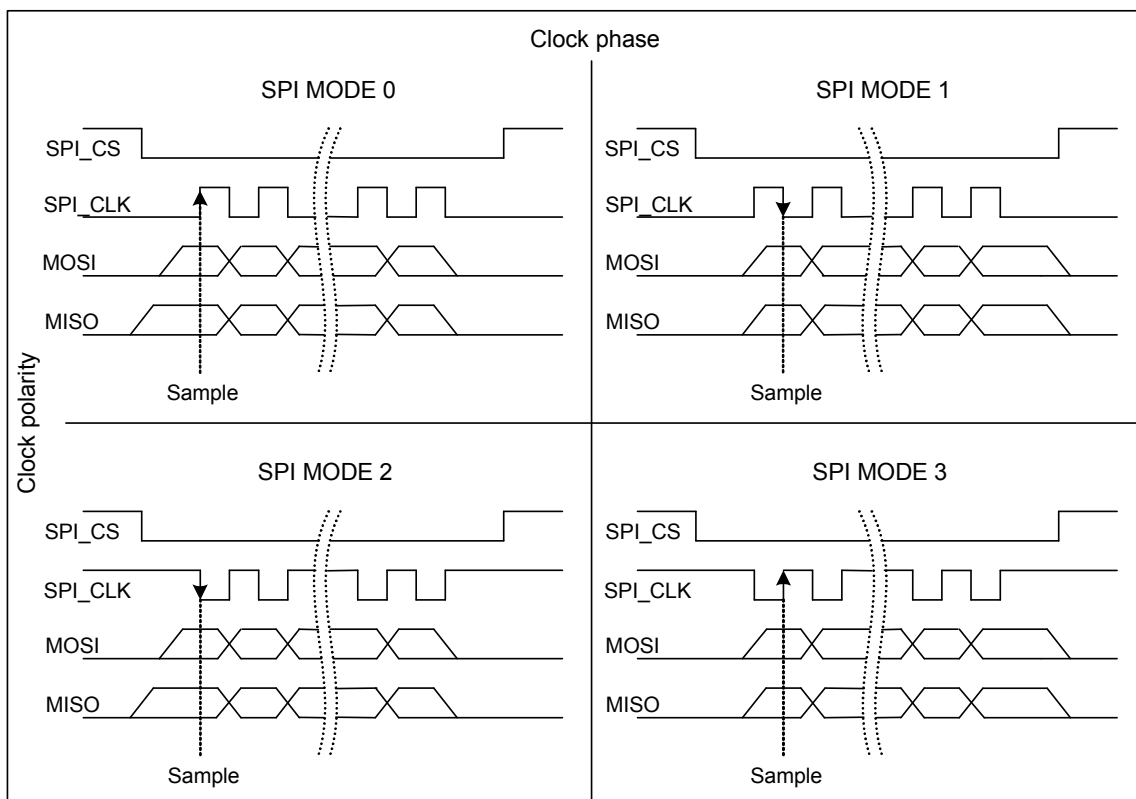 Clock phase
SPI MODE 0
SPI_CS
SPI_CLK
MOSI
MISO
Sample
SPI MODE 1
SPI_CS
SPI_CLK
MOSI
MISO
Sample
Clock polarity
SPI MODE 2
SPI_CS
SPI_CLK
MOSI
MISO
Sample
SPI MODE 3
SPI_CS
SPI_CLK
MOSI
MISO
Sample